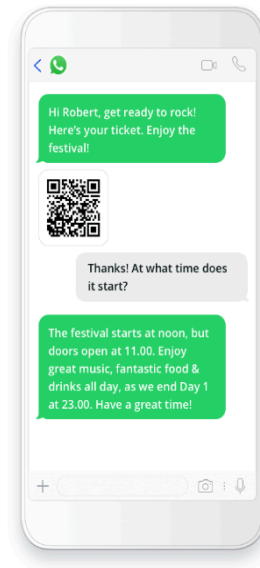 Hi Robert, get ready to rock!
Here's your ticket. Enjoy the
festival!
Thanks! At what time does
it start?
The festival starts at noon, but
doors open at 11.00. Enjoy
great music, fantastic food &
drinks all day, as we end Day 1
at 23.00. Have a great time!